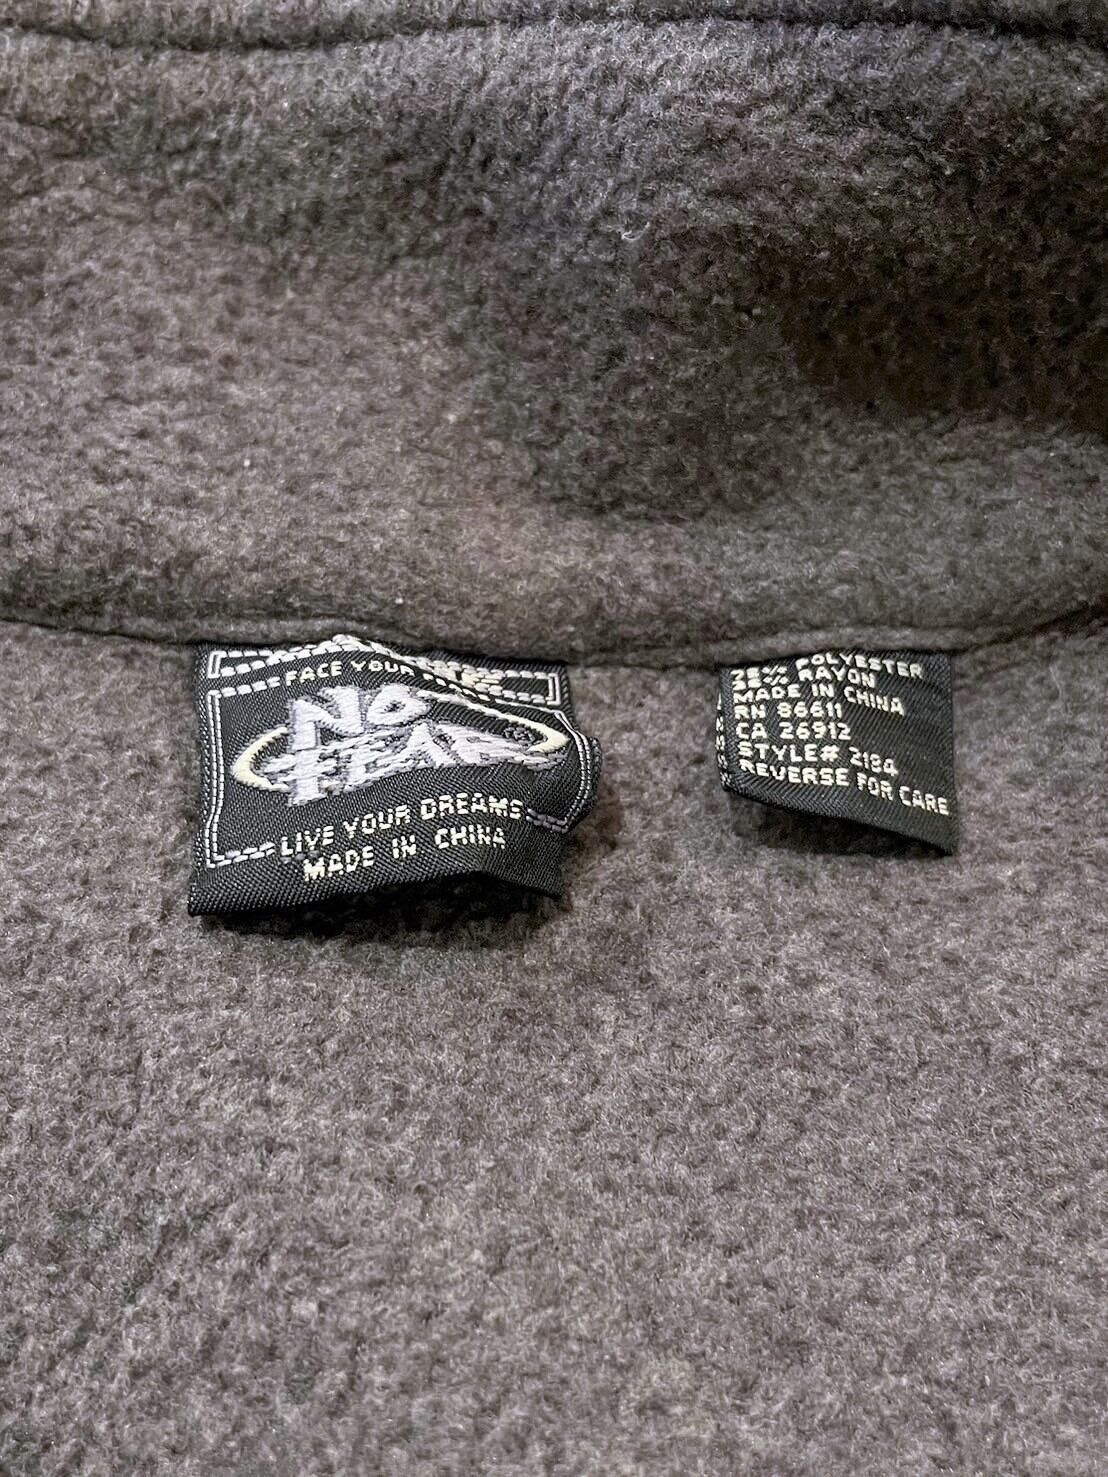 FACE YOUR
NO
FEAR ®
LIVE YOUR DREAMS
MADE IN CHINA
POLYESTER
RAYON
MADE IN CHINA
RN 86611
CA 26912
STYLE# 2184
REVERSE FOR CARE